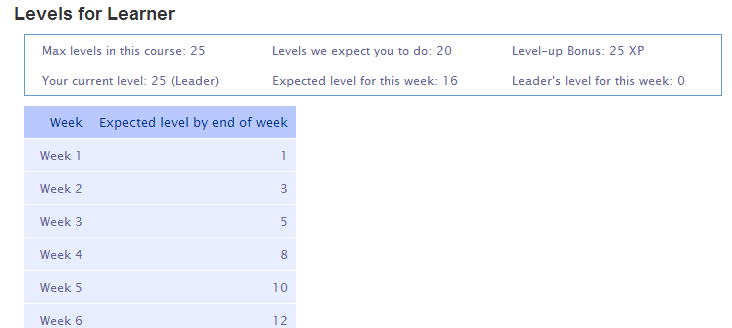 Levels for Learner
Max levels in this course: 25 Levels we expect you to do: 20 Level-up Bonus: 25 XP
Your current level: 25 (Leader) Expected level for this week: 16 Leader's level for this week: 0
Week Expected level by end of week
Week 1 1
Week 2 3
Week 3 5
Week 4 8
Week 5 10
Week 6 12